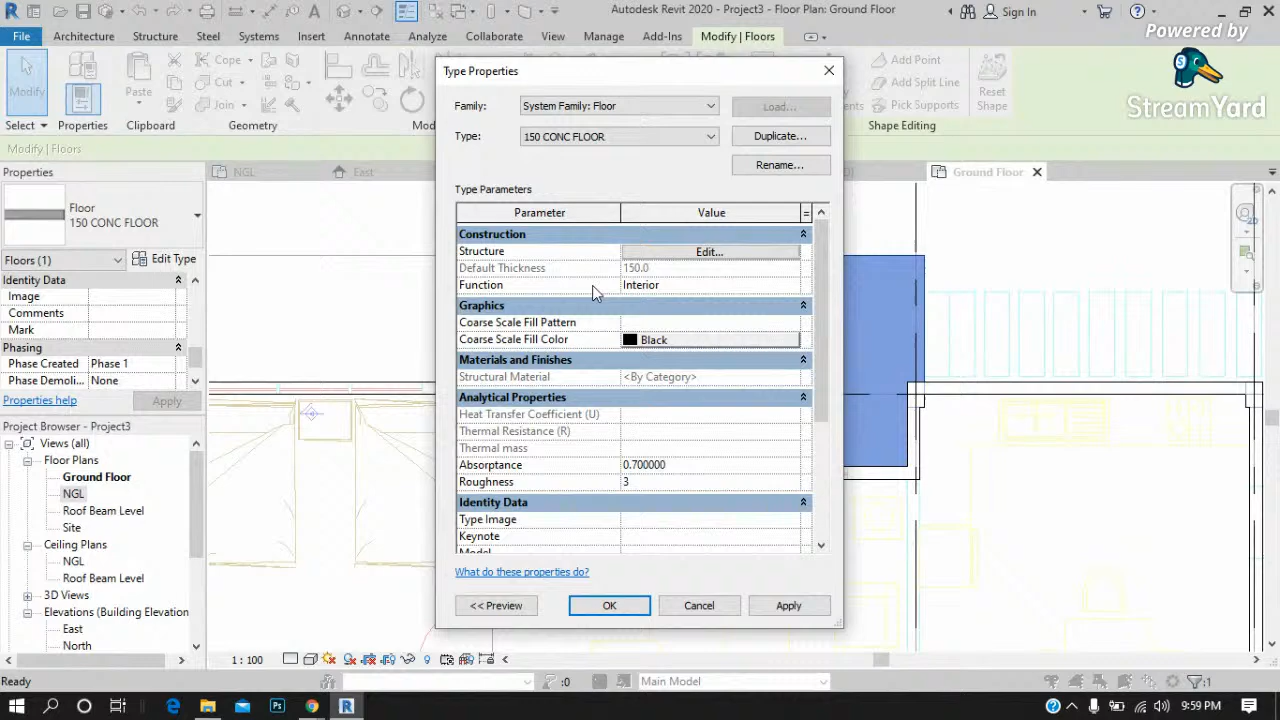 Autodesk Revit 2020 - Project3 - Floor Plan: Ground Floor
Sign In
File
Architecture
Structure
Steel
Systems
Insert
Annotate
Analyze
Collaborate
View
Manage
Add-Ins
Modify | Floors
Powered by
StreamYard
Modify
Paste
Cope
Cut
Join
Add Point
Add Split Line
Pick Supports
Reset
Shape
Select
Properties
Clipboard
Geometry
Shape Editing
Modify | Floors
Properties
Floor
150 CONC FLOOR
Floors (1)
Edit Type
Identity Data
Image
Comments
Mark
Phasing
Phase Created
Phase 1
Phase Demoli...
None
Properties help
Apply
Project Browser - Project3
Views (all)
Floor Plans
Ground Floor
NGL
Roof Beam Level
Site
Ceiling Plans
NGL
Roof Beam Level
3D Views
Elevations (Building Elevation
East
North
NGL
East
Ground Floor
Type Properties
Family:
System Family: Floor
Load...
Type:
150 CONC FLOOR
Duplicate...
Rename...
Type Parameters
Parameter
Value
=
Construction
Structure
Edit...
Default Thickness
150.0
Function
Interior
Graphics
Coarse Scale Fill Pattern
Coarse Scale Fill Color
Black
Materials and Finishes
Structural Material
<By Category>
Analytical Properties
Heat Transfer Coefficient (U)
Thermal Resistance (R)
Thermal mass
Absorptance
0.700000
Roughness
3
Identity Data
Type Image
Keynote
Model
What do these properties do?
<< Preview
OK
Cancel
Apply
1 : 100
Ready
:0
Main Model
:1
9:59 PM